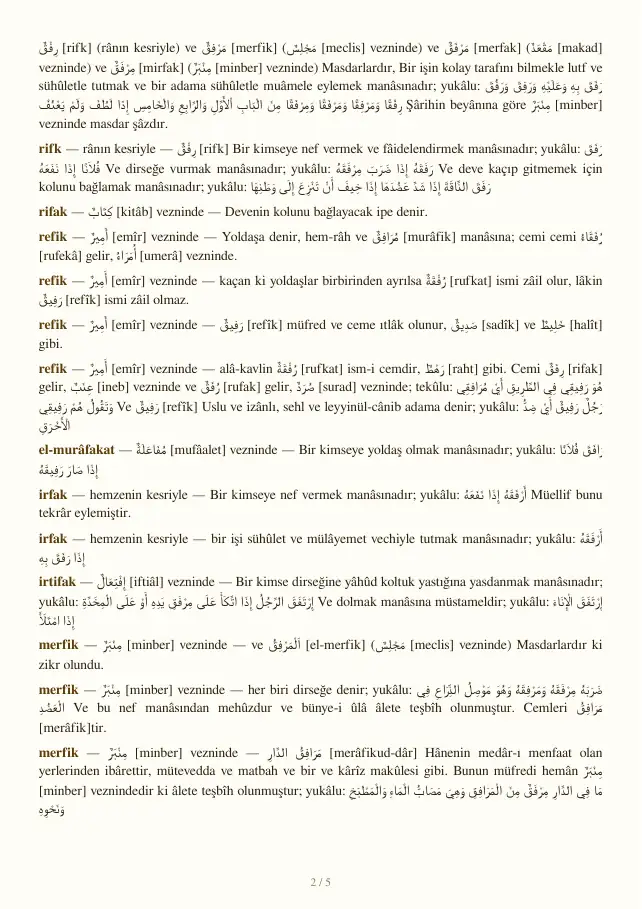 رِفْقٌ [rifk] (rânın kesriyle) ve مَرْفِقٌ [merfik] (مَجْلِسٌ [meclis] vezninde) ve مَرْفَقٌ [merfak] (مَقْعَدٌ [makad]
vezninde) ve مِرْفَقٌ [mirfak] (مِنْبَرٌ [minber] vezninde) Masdarlardır, Bir işin kolay tarafını bilmekle lutf ve
sühûletle tutmak ve bir adama sühûletle muâmele eylemek manâsınadır; yukâlu: رَفَقَ بِهِ وَعَلَيْهِ وَرَفِقَ وَرَفُقَ
رِفْقًا وَمَرْفِقًا وَمَرْفَقًا وَمِرْفَقًا مِنَ الْبَابِ الْأَوَّلِ وَالرَّابِعِ وَالْخَامِسِ إِذَا لَطُفَ وَلَمْ يَعْنُفْ Şârihin beyânına göre مِنْبَرٌ [minber]
vezninde masdar şâzdır.
rifk — rânın kesriyle — رِفْقٌ [rifk] Bir kimseye nef vermek ve fâidelendirmek manâsınadır; yukâlu: رَفَقَ
فُلَانًا إِذَا نَفَعَهُ Ve dirseğe vurmak manâsınadır; yukâlu: رَفَقَهُ إِذَا ضَرَبَ مِرْفَقَهُ Ve deve kaçıp gitmemek için
kolunu bağlamak manâsınadır; yukâlu: رَفَقَ النَّاقَةَ إِذَا شَدَّ عَضُدَهَا إِذَا خِيفَ أَنْ تَنْزِعَ إِلَى وَطَنِهَا
rifak — كِتَابٌ [kitâb] vezninde — Devenin kolunu bağlayacak ipe denir.
refik — أَمِيرٌ [emîr] vezninde — Yoldaşa denir, hem-râh ve مُرَافِقٌ [murâfik] manâsına; cemi cemi رُفَقَاءُ
[rufekâ] gelir, أُمَرَاءُ [umerâ] vezninde.
refik — أَمِيرٌ [emîr] vezninde — kaçan ki yoldaşlar birbirinden ayrılsa رُفْقَةٌ [rufkat] ismi zâil olur, lâkin
رَفِيقٌ [refîk] ismi zâil olmaz.
refik — أَمِيرٌ [emîr] vezninde — رَفِيقٌ [refîk] müfred ve ceme ıtlâk olunur, صَدِيقٌ [sadîk] ve خَلِيطٌ [halît]
gibi.
refik — أَمِيرٌ [emîr] vezninde — alâ-kavlin رُفْقَةٌ [rufkat] ism-i cemdir, رَهْطٌ [raht] gibi. Cemi رِفَقٌ [rifak]
gelir, عِنَبٌ [ineb] vezninde ve رُفَقٌ [rufak] gelir, صُرَدٌ [surad] vezninde; tekûlu: هُوَ رَفِيقِي فِي الطَّرِيقِ أَيْ مُرَافِقِي
وَتَقُولُ هُمْ رَفِيقِي Ve رَفِيقٌ [refîk] Uslu ve izânlı, sehl ve leyyinül-cânib adama denir; yukâlu: رَجُلٌ رَفِيقٌ أَيْ ضِدُّ
الْأَخْرَقِ
el-murâfakat — مُفَاعَلَةٌ [mufâalet] vezninde — Bir kimseye yoldaş olmak manâsınadır; yukâlu: رَافَقَ فُلَانًا
إِذَا صَارَ رَفِيقَهُ
irfak — hemzenin kesriyle — Bir kimseye nef vermek manâsınadır; yukâlu: أَرْفَقَهُ إِذَا نَفَعَهُ Müellif bunu
tekrâr eylemiştir.
irfak — hemzenin kesriyle — bir işi sühûlet ve mülâyemet vechiyle tutmak manâsınadır; yukâlu: أَرْفَقَهُ
إِذَا رَفَقَ بِهِ
irtifak — إِفْتِعَالٌ [iftiâl] vezninde — Bir kimse dirseğine yâhûd koltuk yastığına yasdanmak manâsınadır;
yukâlu: إِرْتَفَقَ الرَّجُلُ إِذَا اتَّكَأَ عَلَى مِرْفَقِ يَدِهِ أَوْ عَلَى الْمِخَدَّةِ Ve dolmak manâsına müstameldir; yukâlu: إِرْتَفَقَ الْإِنَاءُ
إِذَا امْتَلَأَ
merfik — مِنْبَرٌ [minber] vezninde — ve اَلْمَرْفِقُ [el-merfik] (مَجْلِسٌ [meclis] vezninde) Masdarlardır ki
zikr olundu.
merfik — مِنْبَرٌ [minber] vezninde — her biri dirseğe denir; yukâlu: ضَرَبَهُ مِرْفَقَهُ وَمَرْفِقَهُ وَهُوَ مَوْصِلُ الذِّرَاعِ فِي
الْعَضُدِ Ve bu nef manâsından mehûzdur ve bünye-i ûlâ âlete teşbîh olunmuştur. Cemleri مَرَافِقُ
[merâfik]tir.
merfik — مِنْبَرٌ [minber] vezninde — مَرَافِقُ الدَّارِ [merâfikud-dâr] Hânenin medâr-ı menfaat olan
yerlerinden ibârettir, mütevedda ve matbah ve bir ve kârîz makûlesi gibi. Bunun müfredi hemân مِنْبَرٌ
[minber] veznindedir ki âlete teşbîh olunmuştur; yukâlu: مَا فِي الدَّارِ مِرْفَقٌ مِنَ الْمَرَافِقِ وَهِيَ مَصَابُّ الْمَاءِ وَالْمَطْبَخِ
وَنَحْوِهِ
2 / 5